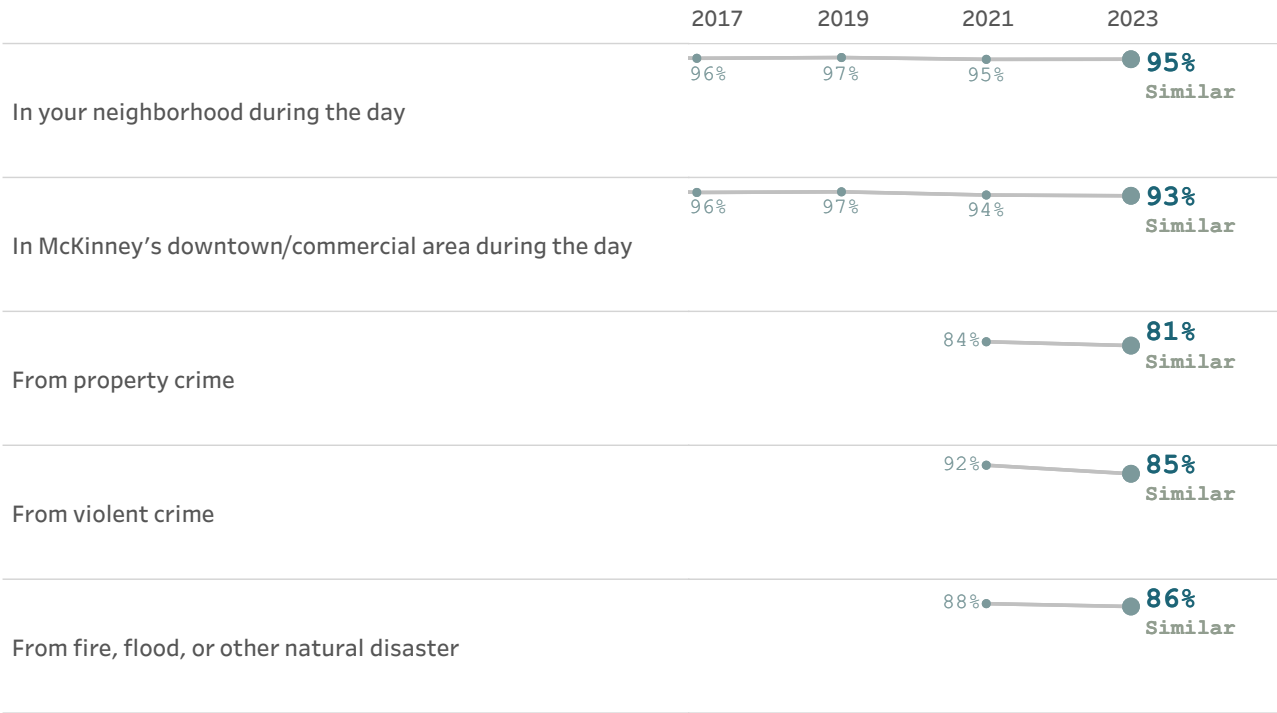 2017 2019 2021 2023
96% 97% 95% 95%
Similar
In your neighborhood during the day
96% 97% 94% 93%
Similar
In McKinney’s downtown/commercial area during the day
84% 81%
Similar
From property crime
92% 85%
Similar
From violent crime
88% 86%
Similar
From fire, flood, or other natural disaster